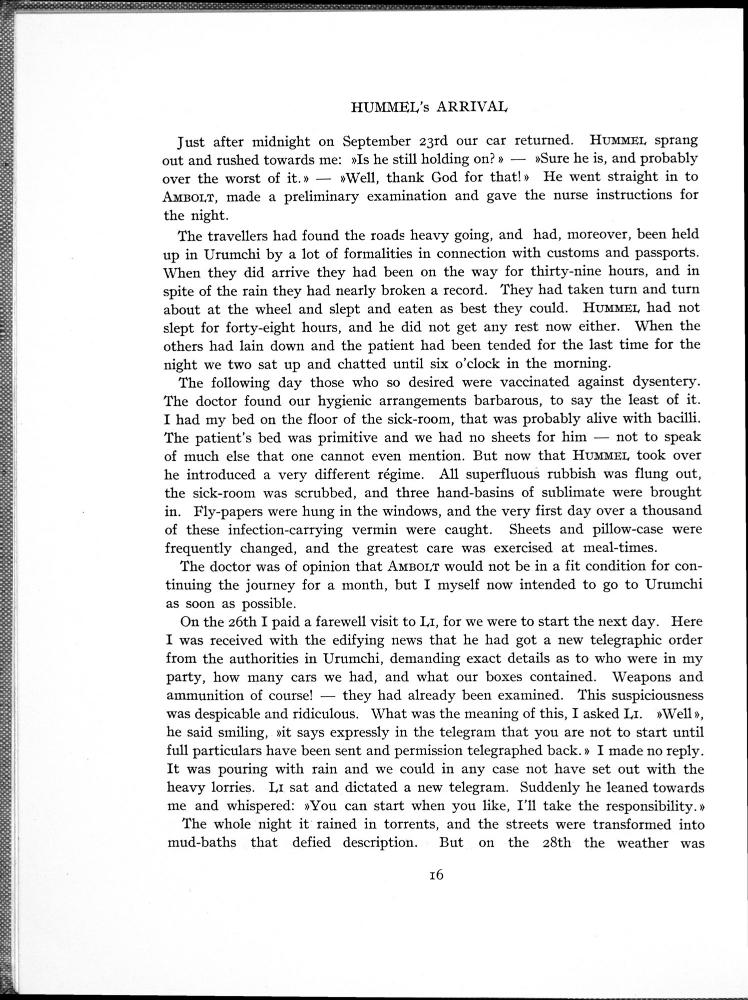 HUMMEL's ARRIVAL
Just after midnight on September 23rd our car returned. HUMMEL sprang
out and rushed towards me: »Is he still holding on?» — »Sure he is, and probably
over the worst of it.» — »Well, thank God for that!» He went straight in to
AMBOLT, made a preliminary examination and gave the nurse instructions for
the night.
The travellers had found the roads heavy going, and had, moreover, been held
up in Urumchi by a lot of formalities in connection with customs and passports.
When they did arrive they had been on the way for thirty-nine hours, and in
spite of the rain they had nearly broken a record. They had taken turn and turn
about at the wheel and slept and eaten as best they could. HUMMEL had not
slept for forty-eight hours, and he did not get any rest now either. When the
others had lain down and the patient had been tended for the last time for the
night we two sat up and chatted until six o'clock in the morning.
The following day those who so desired were vaccinated against dysentery.
The doctor found our hygienic arrangements barbarous, to say the least of it.
I had my bed on the floor of the sick-room, that was probably alive with bacilli.
The patient's bed was primitive and we had no sheets for him — not to speak
of much else that one cannot even mention. But now that HUMMEL took over
he introduced a very different régime. All superfluous rubbish was flung out,
the sick-room was scrubbed, and three hand-basins of sublimate were brought
in. Fly-papers were hung in the windows, and the very first day over a thousand
of these infection-carrying vermin were caught. Sheets and pillow-case were
frequently changed, and the greatest care was exercised at meal-times.
The doctor was of opinion that AMBOLT would not be in a fit condition for con-
tinuing the journey for a month, but I myself now intended to go to Urumchi
as soon as possible.
On the 26th I paid a farewell visit to LI, for we were to start the next day. Here
I was received with the edifying news that he had got a new telegraphic order
from the authorities in Urumchi, demanding exact details as to who were in my
party, how many cars we had, and what our boxes contained. Weapons and
ammunition of course! — they had already been examined. This suspiciousness
was despicable and ridiculous. What was the meaning of this, I asked LI. »Well»,
he said smiling, »it says expressly in the telegram that you are not to start until
full particulars have been sent and permission telegraphed back.» I made no reply.
It was pouring with rain and we could in any case not have set out with the
heavy lorries. LI sat and dictated a new telegram. Suddenly he leaned towards
me and whispered: »You can start when you like, I'll take the responsibility.»
The whole night it rained in torrents, and the streets were transformed into
mud-baths that defied description. But on the 28th the weather was
16